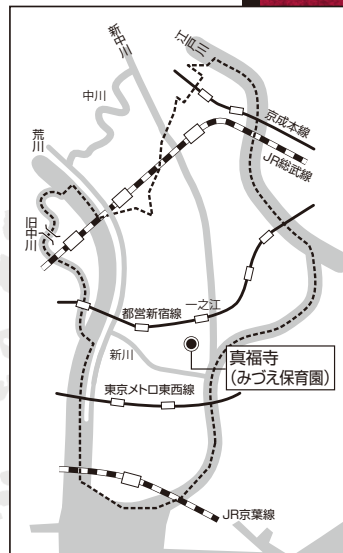 新中川
江戸川
中川
京成本線
荒川
JR総武線
旧中川
一之江
都営新宿線
新川
真福寺
(みづえ保育園)
東京メトロ東西線
JR京葉線